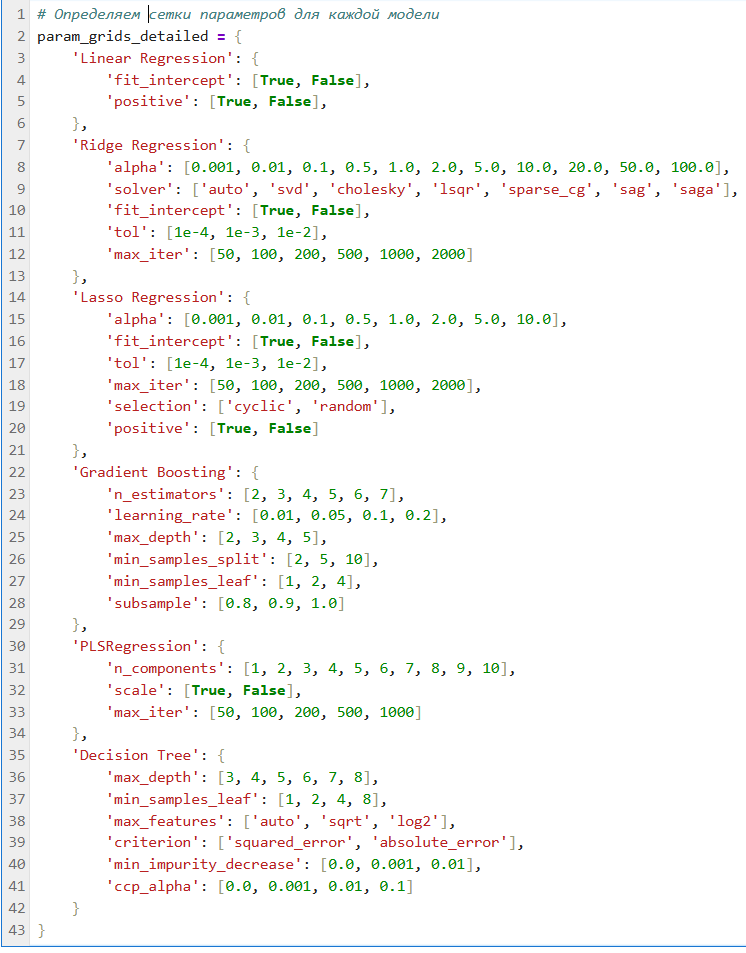 1 # Определяем сетки параметров для каждой модели
2 param_grids_detailed = {
3     'Linear Regression': {
4         'fit_intercept': [True, False],
5         'positive': [True, False],
6     },
7     'Ridge Regression': {
8         'alpha': [0.001, 0.01, 0.1, 0.5, 1.0, 2.0, 5.0, 10.0, 20.0, 50.0, 100.0],
9         'solver': ['auto', 'svd', 'cholesky', 'lsqr', 'sparse_cg', 'sag', 'saga'],
10         'fit_intercept': [True, False],
11         'tol': [1e-4, 1e-3, 1e-2],
12         'max_iter': [50, 100, 200, 500, 1000, 2000]
13     },
14     'Lasso Regression': {
15         'alpha': [0.001, 0.01, 0.1, 0.5, 1.0, 2.0, 5.0, 10.0],
16         'fit_intercept': [True, False],
17         'tol': [1e-4, 1e-3, 1e-2],
18         'max_iter': [50, 100, 200, 500, 1000, 2000],
19         'selection': ['cyclic', 'random'],
20         'positive': [True, False]
21     },
22     'Gradient Boosting': {
23         'n_estimators': [2, 3, 4, 5, 6, 7],
24         'learning_rate': [0.01, 0.05, 0.1, 0.2],
25         'max_depth': [2, 3, 4, 5],
26         'min_samples_split': [2, 5, 10],
27         'min_samples_leaf': [1, 2, 4],
28         'subsample': [0.8, 0.9, 1.0]
29     },
30     'PLSRegression': {
31         'n_components': [1, 2, 3, 4, 5, 6, 7, 8, 9, 10],
32         'scale': [True, False],
33         'max_iter': [50, 100, 200, 500, 1000]
34     },
35     'Decision Tree': {
36         'max_depth': [3, 4, 5, 6, 7, 8],
37         'min_samples_leaf': [1, 2, 4, 8],
38         'max_features': ['auto', 'sqrt', 'log2'],
39         'criterion': ['squared_error', 'absolute_error'],
40         'min_impurity_decrease': [0.0, 0.001, 0.01],
41         'ccp_alpha': [0.0, 0.001, 0.01, 0.1]
42     }
43 }